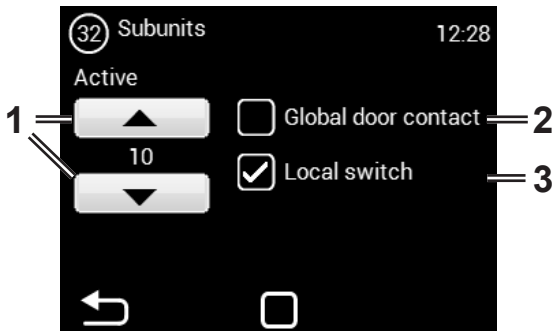 32 Subunits 12:28
Active
1
Global door contact 2
10
Local switch 3